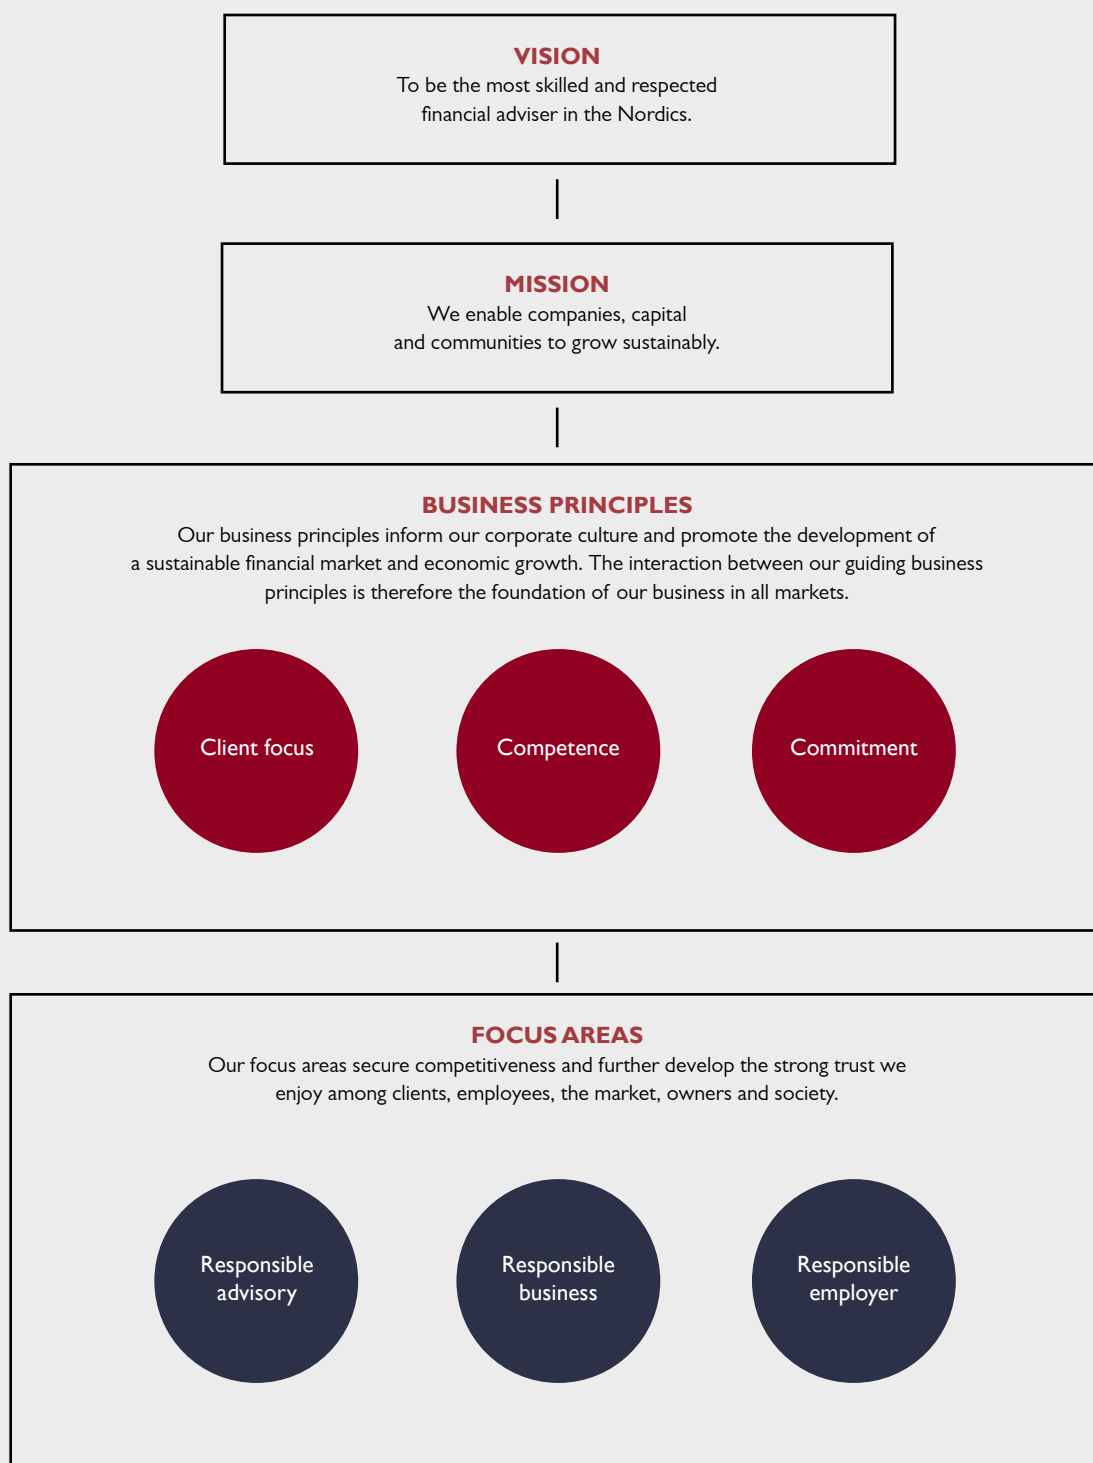 VISION
To be the most skilled and respected
financial adviser in the Nordics.
MISSION
We enable companies, capital
and communities to grow sustainably.
BUSINESS PRINCIPLES
Our business principles inform our corporate culture and promote the development of
a sustainable financial market and economic growth. The interaction between our guiding business
principles is therefore the foundation of our business in all markets.
Client focus
Competence
Commitment
FOCUS AREAS
Our focus areas secure competitiveness and further develop the strong trust we
enjoy among clients, employees, the market, owners and society.
Responsible
advisory
Responsible
business
Responsible
employer